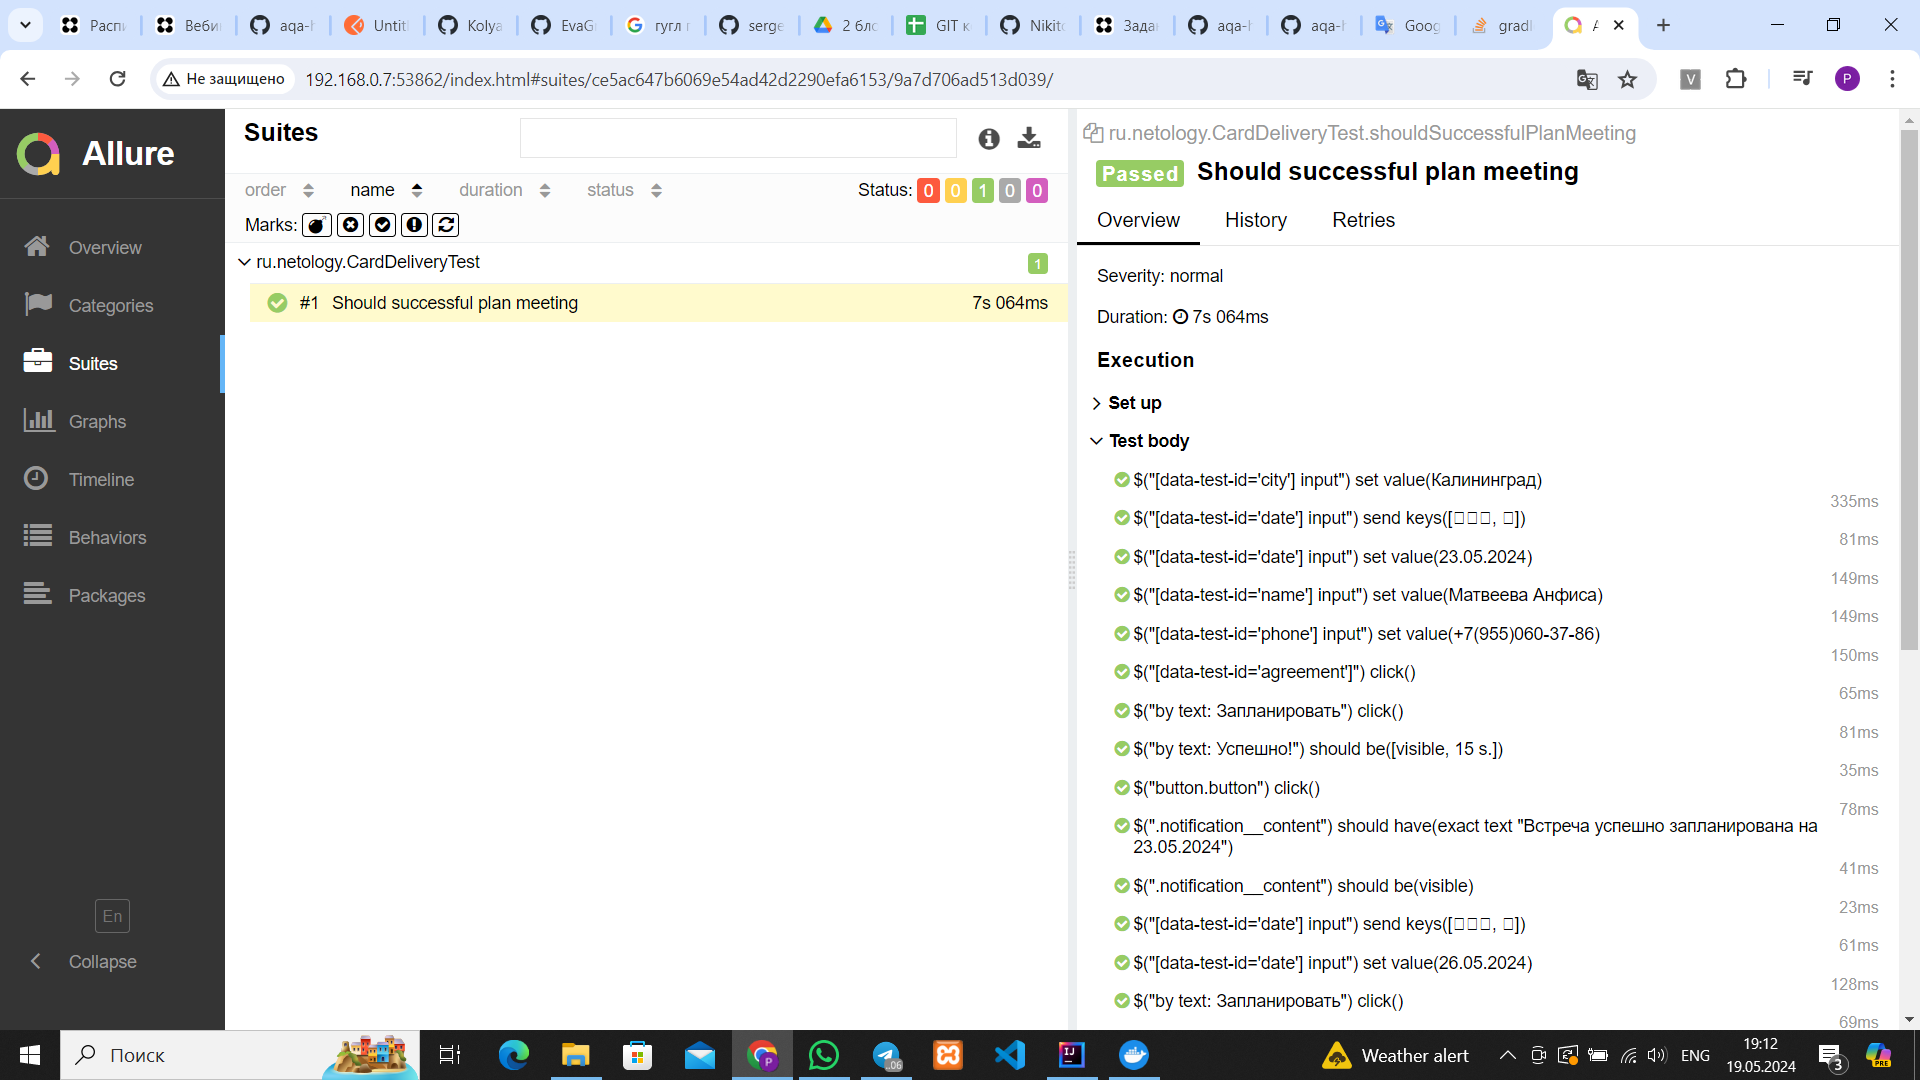 Распи
Вебин
aqa-h
Untitl
Kolya
EvaGi
гугл п
serge
2 бло
GIT к
Nikito
Задан
aqa-h
aqa-h
Goog
gradl
A
Не защищено
192.168.0.7:53862/index.html#suites/ce5ac647b6069e54ad42d2290efa6153/9a7d706ad513d039/
V
P
Allure
Overview
Categories
Suites
Graphs
Timeline
Behaviors
Packages
En
Collapse
Suites
order name duration status Status: 0 0 1 0 0
Marks:
ru.netology.CardDeliveryTest 1
#1 Should successful plan meeting 7s 064ms
ru.netology.CardDeliveryTest.shouldSuccessfulPlanMeeting
Passed Should successful plan meeting
Overview History Retries
Severity: normal
Duration: 7s 064ms
Execution
Set up
Test body
$("[data-test-id='city'] input") set value(Калининград)
335ms
$("[data-test-id='date'] input") send keys([□□□, □])
81ms
$("[data-test-id='date'] input") set value(23.05.2024)
149ms
$("[data-test-id='name'] input") set value(Матвеева Анфиса)
149ms
$("[data-test-id='phone'] input") set value(+7(955)060-37-86)
150ms
$("[data-test-id='agreement']") click()
65ms
$("by text: Запланировать") click()
81ms
$("by text: Успешно!") should be([visible, 15 s.])
35ms
$("button.button") click()
78ms
$(".notification__content") should have(exact text "Встреча успешно запланирована на
23.05.2024")
41ms
$(".notification__content") should be(visible)
23ms
$("[data-test-id='date'] input") send keys([□□□, □])
61ms
$("[data-test-id='date'] input") set value(26.05.2024)
128ms
$("by text: Запланировать") click()
69ms
Поиск
.06
Weather alert
ENG
19:12
19.05.2024
3
PRE